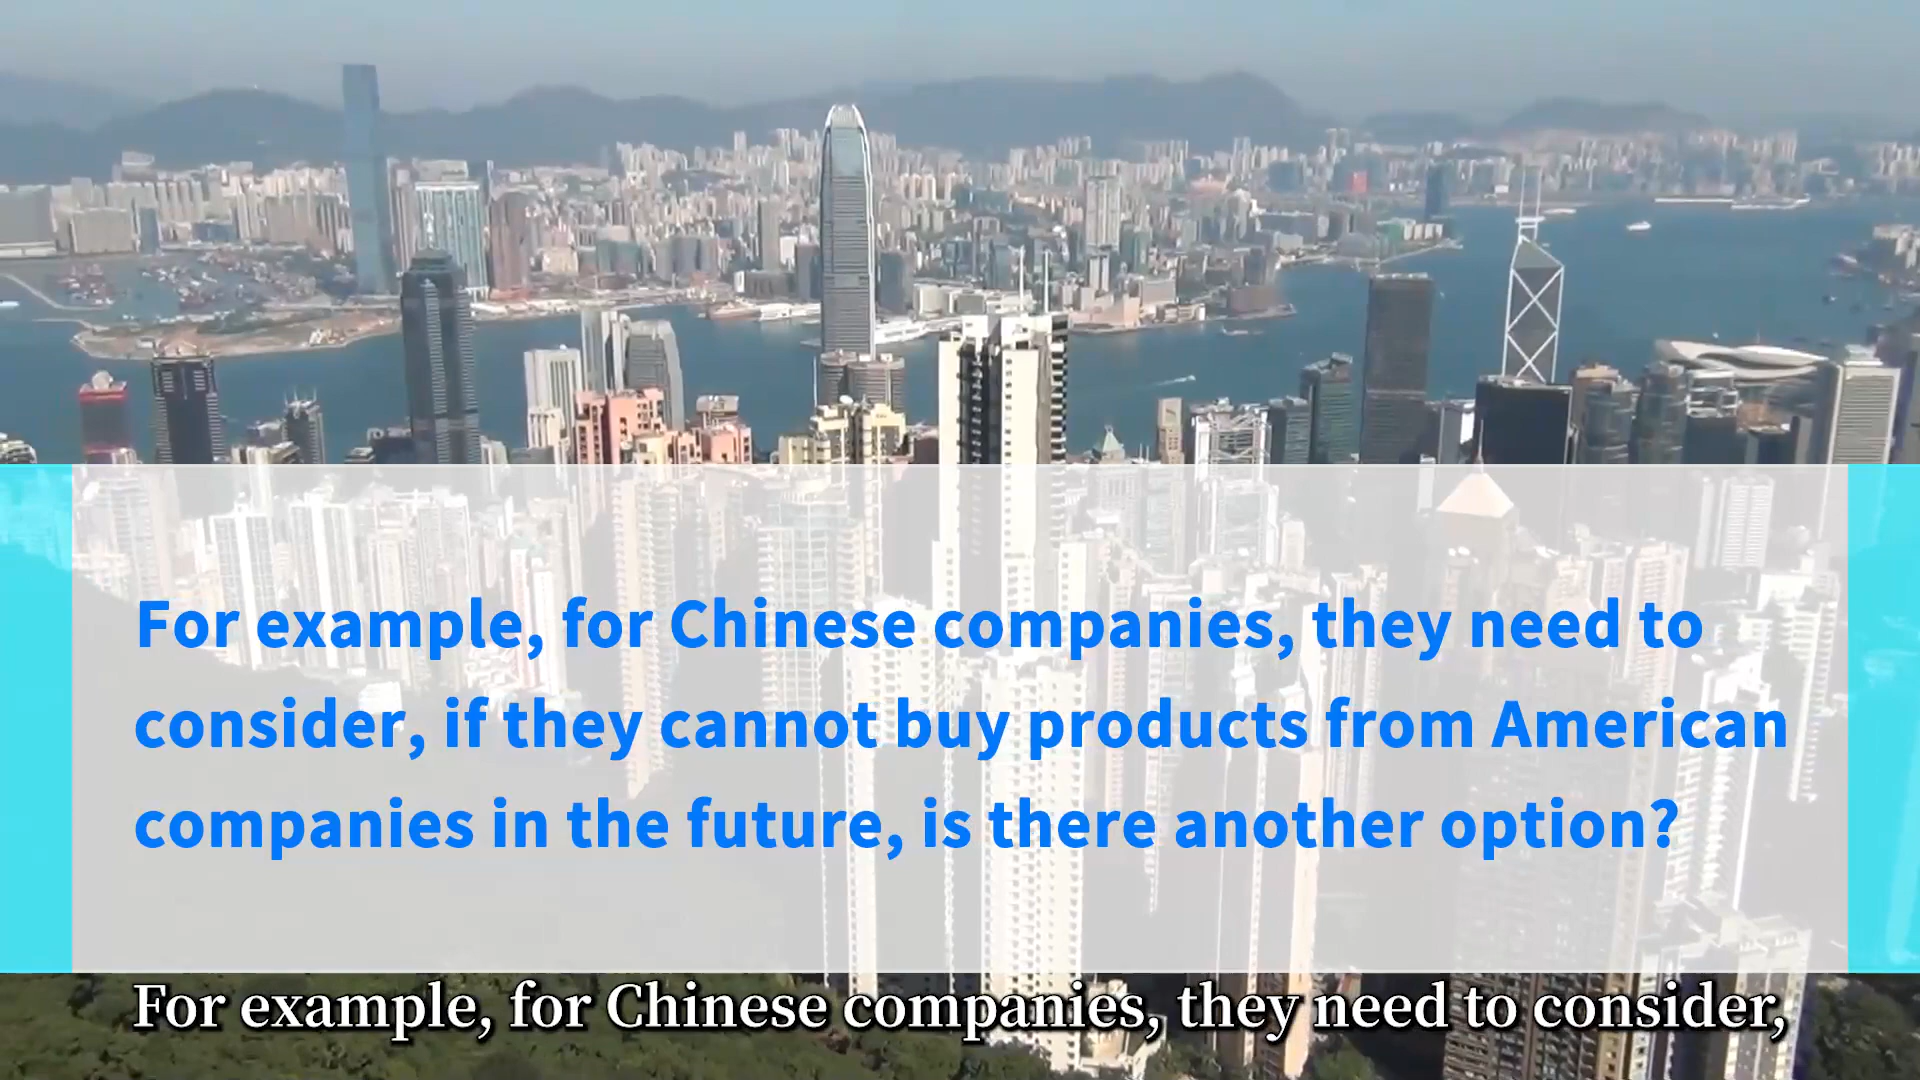 For example, for Chinese companies, they need to
consider, if they cannot buy products from American
companies in the future, is there another option?
For example, for Chinese companies, they need to consider,